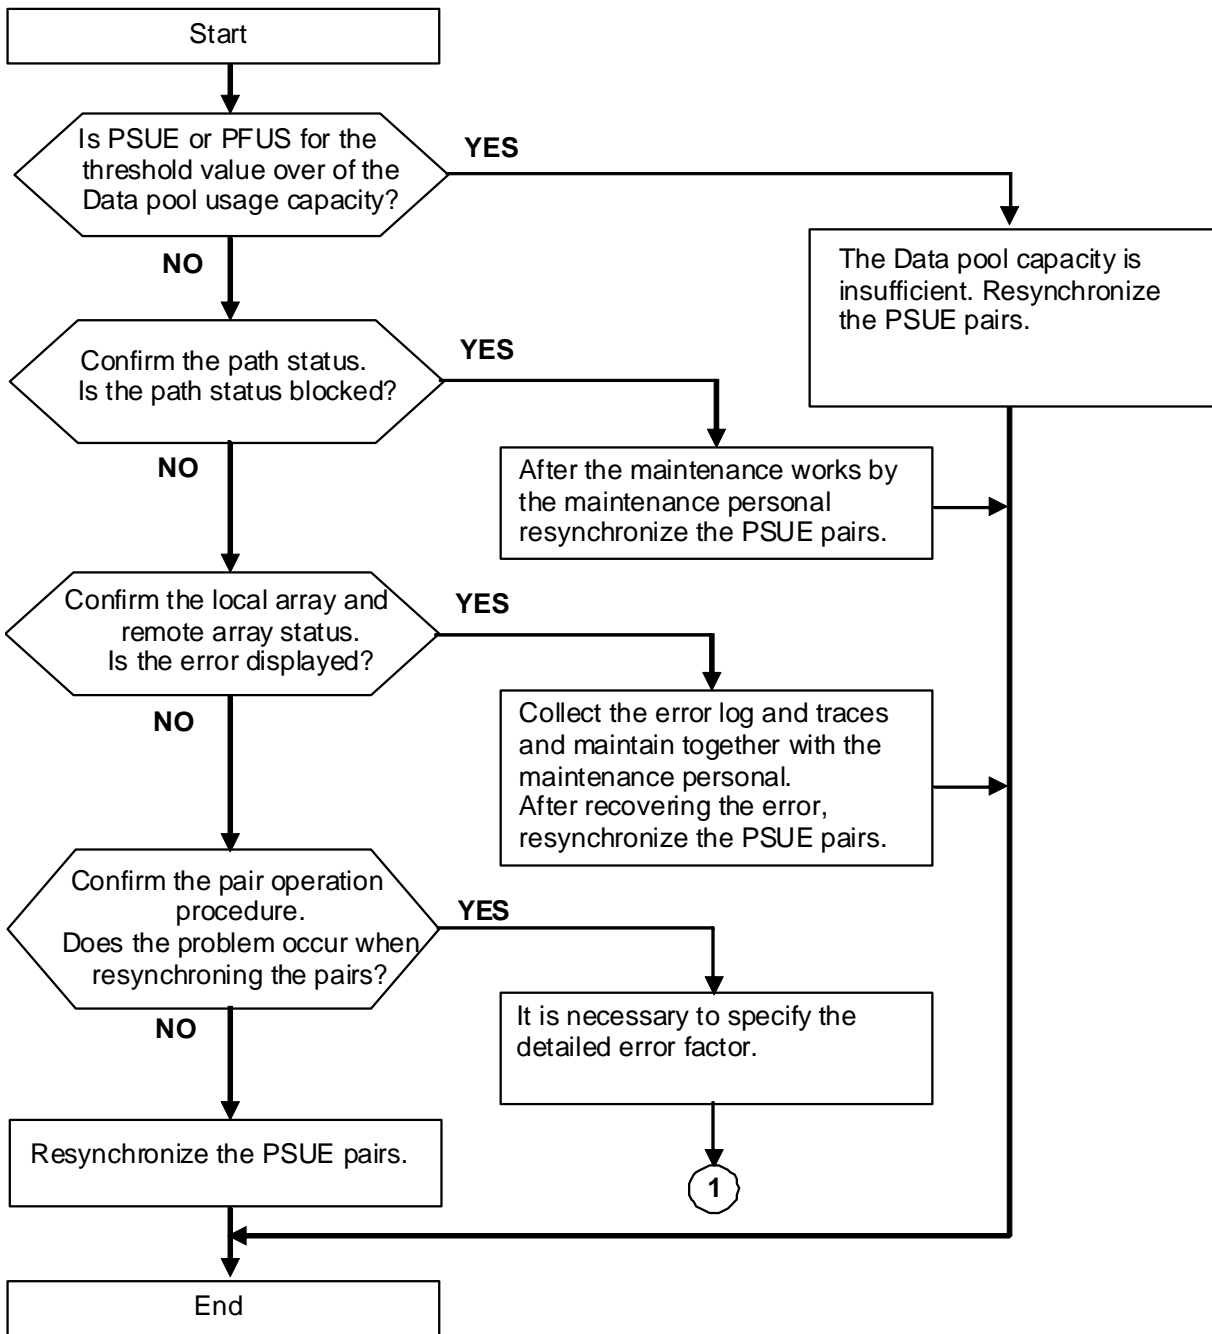 Start
Is PSUE or PFUS for the
threshold value over of the
Data pool usage capacity?
YES
NO
The Data pool capacity is
insufficient. Resynchronize
the PSUE pairs.
Confirm the path status.
Is the path status blocked?
YES
NO
After the maintenance works by
the maintenance personal
resynchronize the PSUE pairs.
Confirm the local array and
remote array status.
Is the error displayed?
YES
NO
Collect the error log and traces
and maintain together with the
maintenance personal.
After recovering the error,
resynchronize the PSUE pairs.
Confirm the pair operation
procedure.
Does the problem occur when
resynchroning the pairs?
YES
NO
It is necessary to specify the
detailed error factor.
Resynchronize the PSUE pairs.
1
End